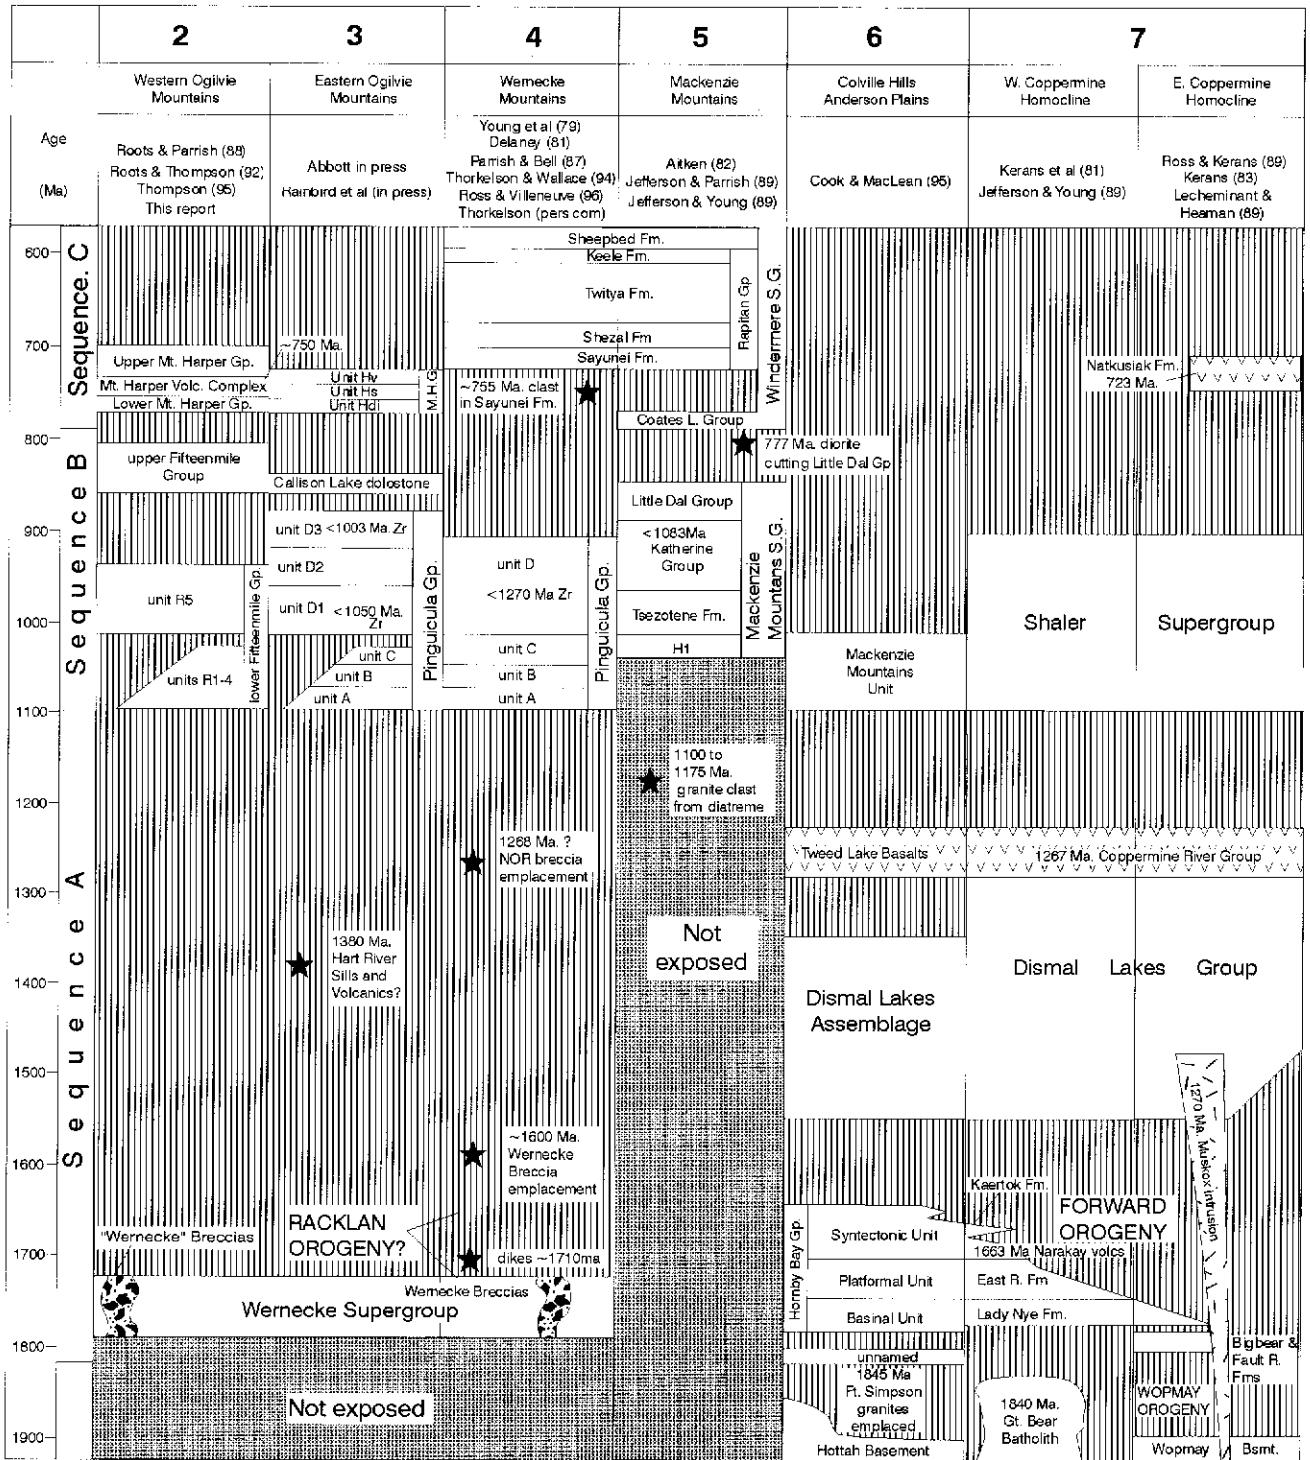 2
3
4
5
6
7
Western Ogilvie
Mountains
Eastern Ogilvie
Mountains
Wernecke
Mountains
Mackenzie
Mountains
Colville Hills
Anderson Plains
W. Coppermine
Homocline
E. Coppermine
Homocline
Age
(Ma)
Roots & Parrish (88)
Roots & Thompson (92)
Thompson (95)
This report
Abbott in press
Rainbird et al (in press)
Young et al (79)
Delaney (81)
Parrish & Bell (87)
Thorkelson & Wallace (94)
Ross & Villeneuve (96)
Thorkelson (pers com)
Aitken (82)
Jefferson & Parrish (89)
Jefferson & Young (89)
Cook & MacLean (95)
Kerans et al (81)
Jefferson & Young (89)
Ross & Kerans (89)
Kerans (83)
Lecheminant &
Heaman (89)
600
700
800
900
1000
1100
1200
1300
1400
1500
1600
1700
1800
1900
Sequence. C
Sequence B
Sequence A
Upper Mt. Harper Gp.
Mt. Harper Volc. Complex
Lower Mt. Harper Gp.
upper Fifteenmile
Group
unit R5
units R1-4
lower Fifteenmile Gp.
"Wernecke" Breccias
~750 Ma.
Unit Hv
Unit Hs
Unit Hdi
M.H.G.
Callison Lake dolostone
unit D3 <1003 Ma. Zr
unit D2
unit D1 <1050 Ma.
Zr
unit C
unit B
unit A
Pinguicula Gp.
1380 Ma.
Hart River
Sills and
Volcanics?
RACKLAN
OROGENY?
Sheepbed Fm.
Keele Fm.
Twitya Fm.
Shezal Fm
Sayunei Fm.
Rapitan Gp
Windermere S.G.
~755 Ma. clast
in Sayunei Fm.
unit D
<1270 Ma Zr
unit C
unit B
unit A
Pinguicula Gp.
1268 Ma. ?
NOR breccia
emplacement
~1600 Ma.
Wernecke
Breccia
emplacement
dikes ~1710ma
Wernecke Breccias
Wernecke Supergroup
Not exposed
Coates L. Group
777 Ma. diorite
cutting Little Dal Gp
Little Dal Group
<1083Ma
Katherine
Group
Tsezotene Fm.
H1
Mackenzie
Mountans S.G.
1100 to
1175 Ma.
granite clast
from diatreme
Not
exposed
Mackenzie
Mountains
Unit
Tweed Lake Basalts
Dismal Lakes
Assemblage
Hornby Bay Gp.
Syntectonic Unit
Platformal Unit
Basinal Unit
unnamed
1845 Ma
Ft. Simpson
granites
emplaced
Hottah Basement
Natkusiak Fm.
723 Ma.
Shaler Supergroup
1267 Ma. Coppermine River Group
Dismal Lakes Group
1270 Ma. Muskox Intrusion
Kaertok Fm.
FORWARD
OROGENY
1663 Ma Narakay volcs
East R. Fm
Lady Nye Fm.
1840 Ma.
Gt. Bear
Batholith
Bigbear &
Fault R.
Fms
WOPMAY
OROGENY
Wopmay Bsmt.